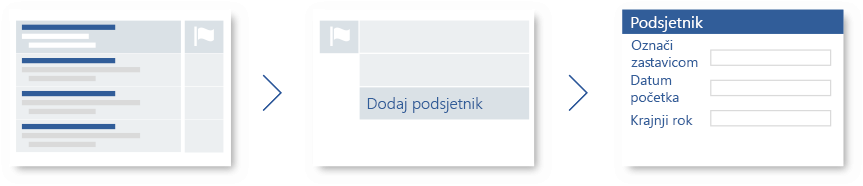 Dodaj podsjetnik
Podsjetnik
Označi
zastavicom
Datum
početka
Krajnji rok